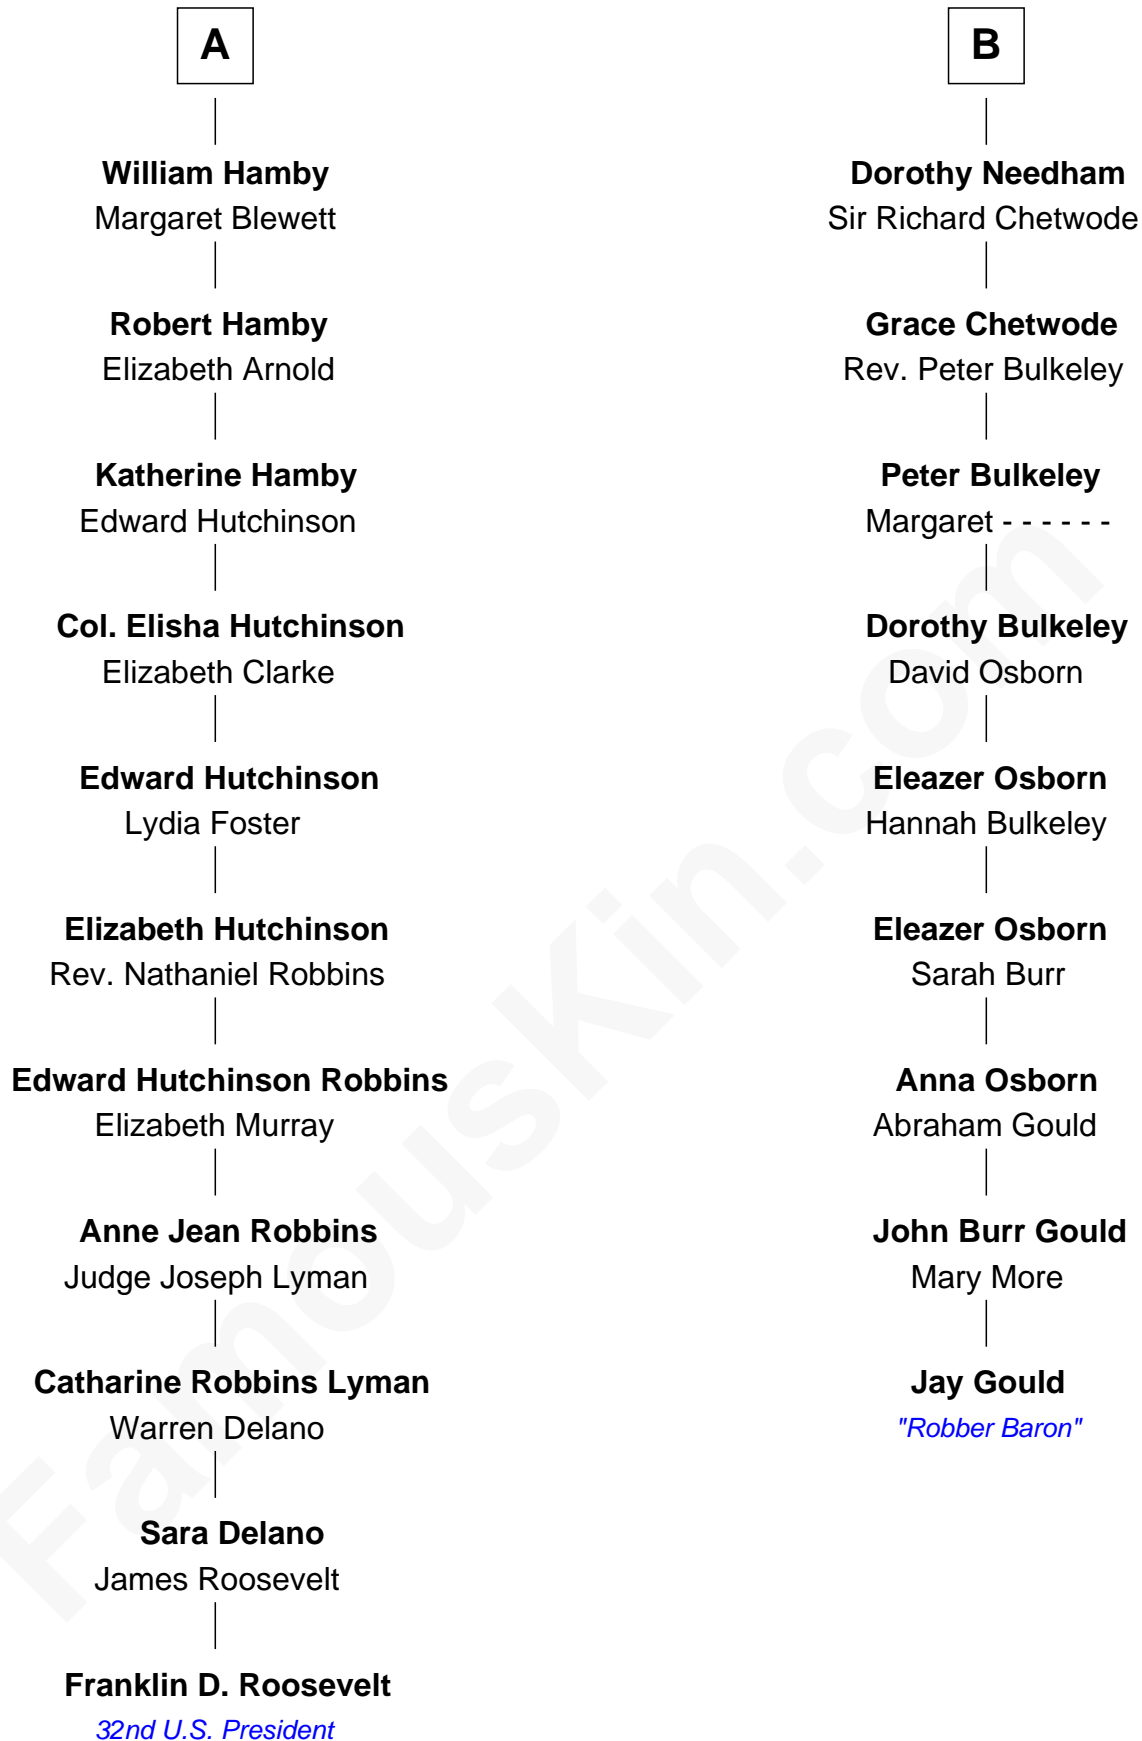 A
William Hamby
Margaret Blewett
Robert Hamby
Elizabeth Arnold
Katherine Hamby
Edward Hutchinson
Col. Elisha Hutchinson
Elizabeth Clarke
Edward Hutchinson
Lydia Foster
Elizabeth Hutchinson
Rev. Nathaniel Robbins
Edward Hutchinson Robbins
Elizabeth Murray
Anne Jean Robbins
Judge Joseph Lyman
Catharine Robbins Lyman
Warren Delano
Sara Delano
James Roosevelt
Franklin D. Roosevelt
32nd U.S. President
B
Dorothy Needham
Sir Richard Chetwode
Grace Chetwode
Rev. Peter Bulkeley
Peter Bulkeley
Margaret - - - - - -
Dorothy Bulkeley
David Osborn
Eleazer Osborn
Hannah Bulkeley
Eleazer Osborn
Sarah Burr
Anna Osborn
Abraham Gould
John Burr Gould
Mary More
Jay Gould
"Robber Baron"
FamousKin.com